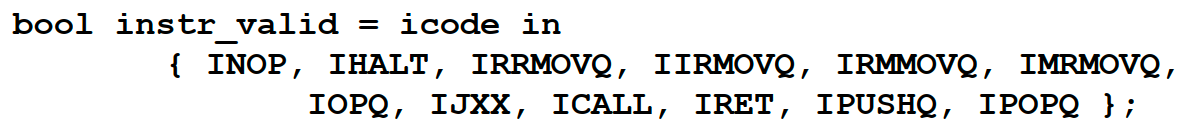 bool instr_valid = icode in
{ INOP, IHALT, IRRMOVQ, IIRMOVQ, IRMMOVQ, IMRMOVQ,
IOPQ, IJXX, ICALL, IRET, IPUSHQ, IPOPQ };